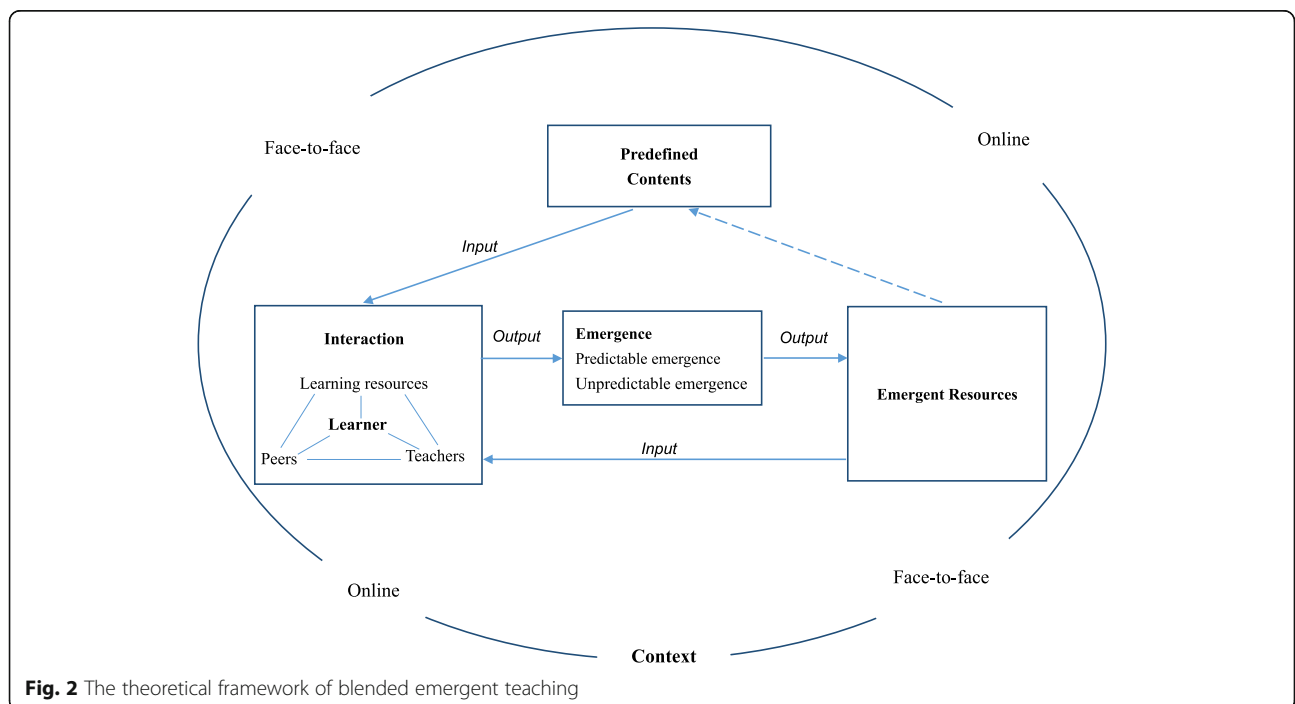 Face-to-face
Online
Predefined
Contents
Input
Interaction
Learning resources
Learner
Peers
Teachers
Output
Emergence
Predictable emergence
Unpredictable emergence
Output
Emergent Resources
Input
Online
Face-to-face
Context
Fig. 2 The theoretical framework of blended emergent teaching